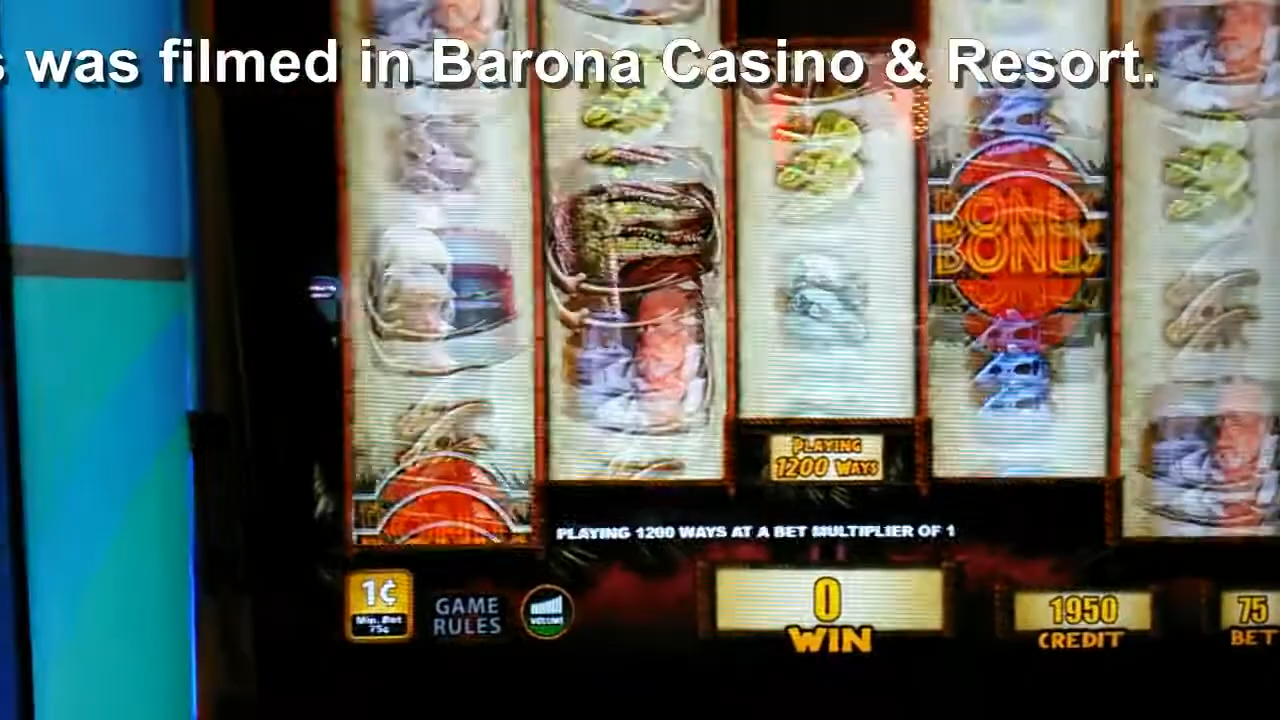 was filmed in Barona Casino & Resort.
BONUS
PLAYING
1200 WAYS
PLAYING 1200 WAYS AT A BET MULTIPLIER OF 1
1¢
Min. Bet
75¢
GAME
RULES
VOLUME
0
WIN
1950
CREDIT
75
BET